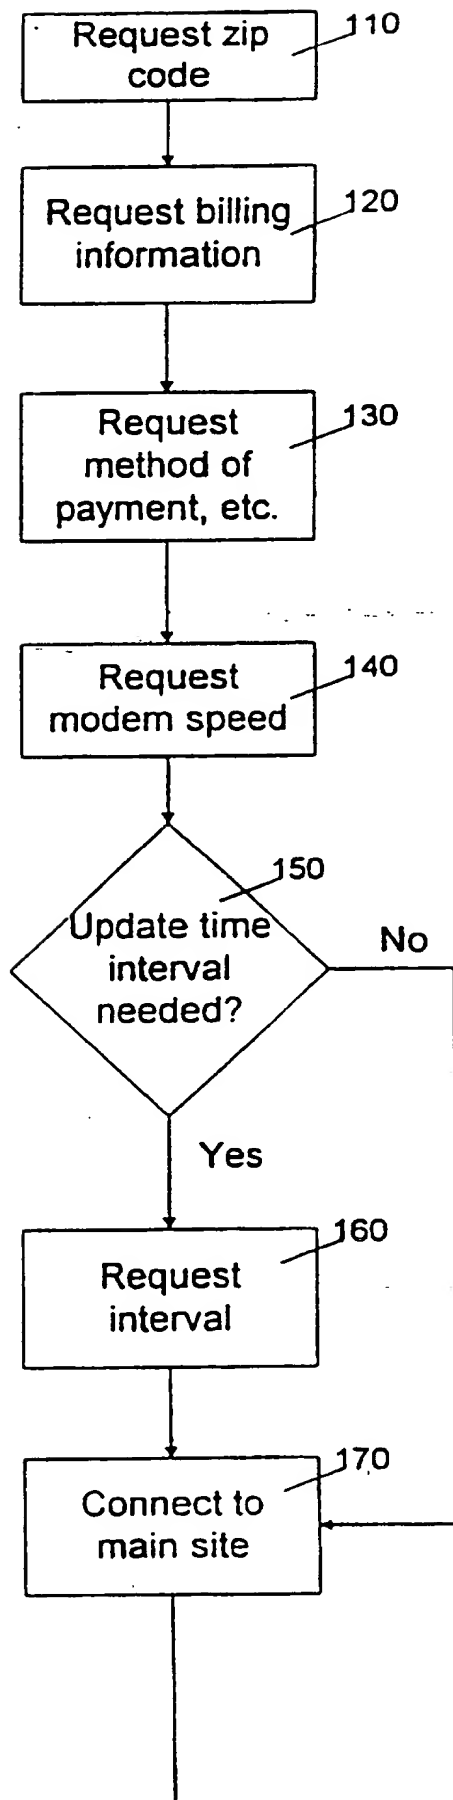 Request zip
code
110
Request billing
information
120
Request
method of
payment, etc.
130
Request
modem speed
140
Update time
interval
needed?
150
No
Yes
Request
interval
160
Connect to
main site
170